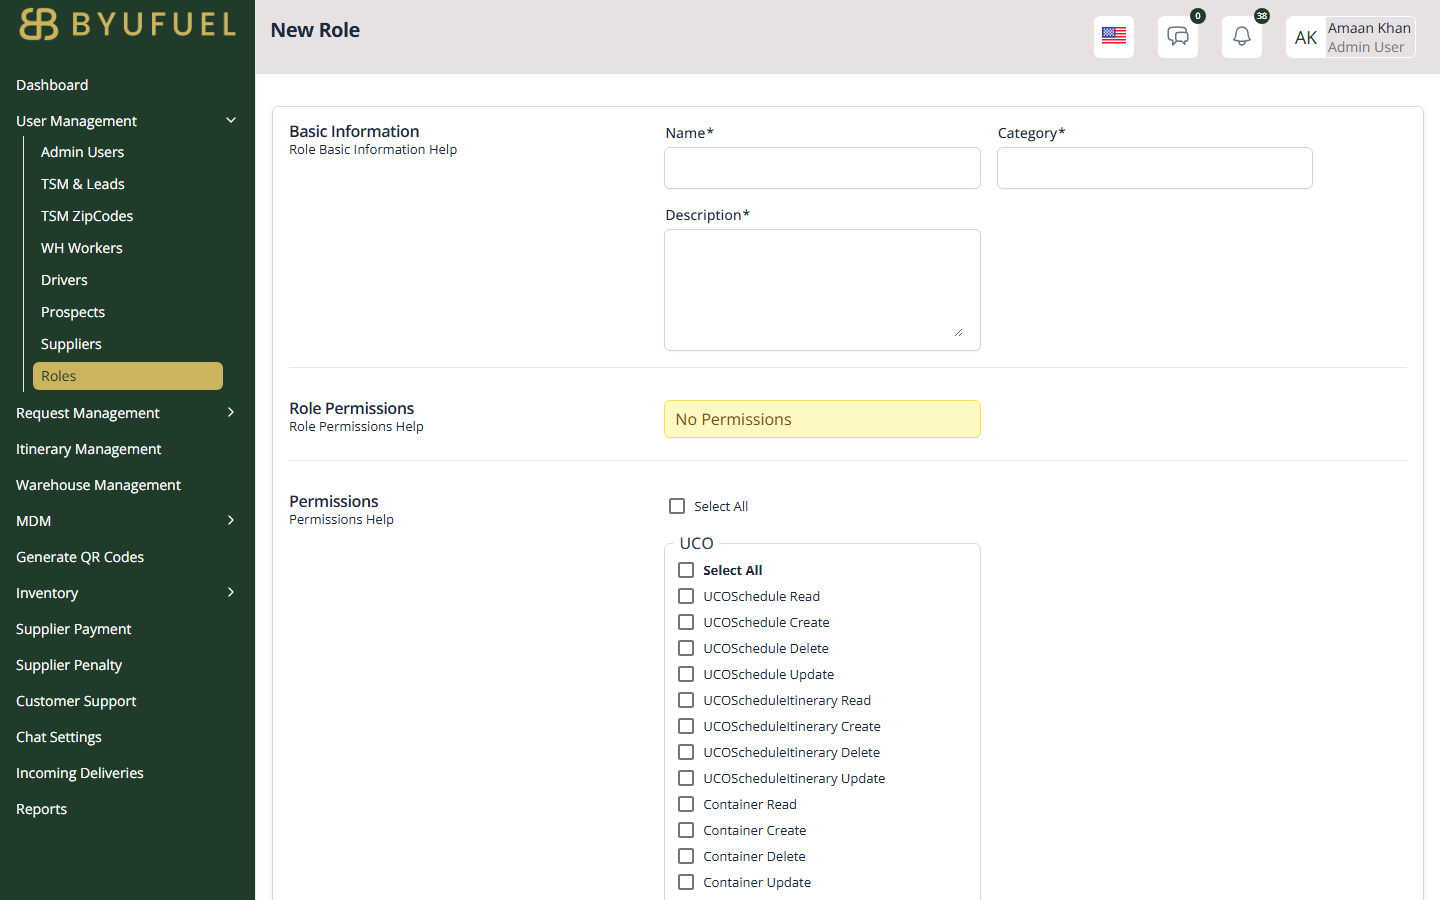 BYUFUEL
New Role
0
38
AK
Amaan Khan
Admin User
Dashboard
User Management
Admin Users
TSM & Leads
TSM ZipCodes
WH Workers
Drivers
Prospects
Suppliers
Roles
Request Management
Itinerary Management
Warehouse Management
MDM
Generate QR Codes
Inventory
Supplier Payment
Supplier Penalty
Customer Support
Chat Settings
Incoming Deliveries
Reports
Basic Information
Role Basic Information Help
Name*
Category*
Description*
Role Permissions
Role Permissions Help
No Permissions
Permissions
Permissions Help
Select All
UCO
Select All
UCOSchedule Read
UCOSchedule Create
UCOSchedule Delete
UCOSchedule Update
UCOScheduleItinerary Read
UCOScheduleItinerary Create
UCOScheduleItinerary Delete
UCOScheduleItinerary Update
Container Read
Container Create
Container Delete
Container Update